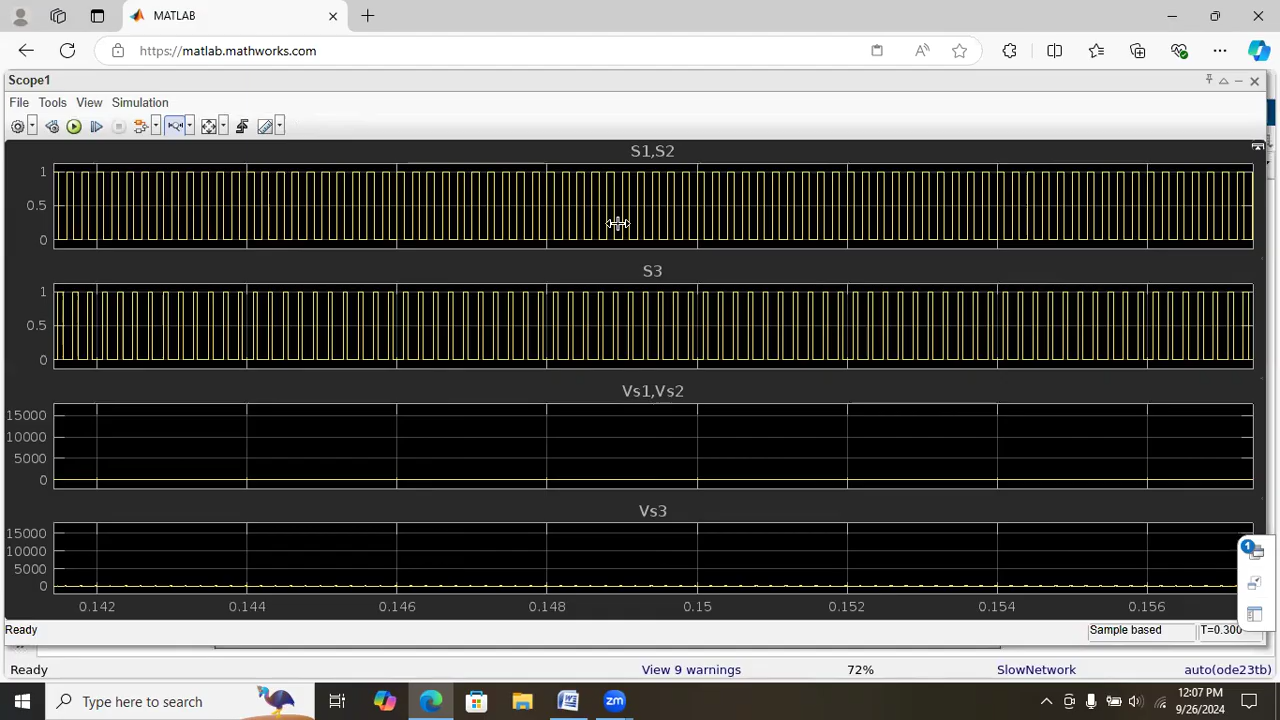 MATLAB
https://matlab.mathworks.com
Scope1
File Tools View Simulation
S1,S2
1
0.5
0
S3
1
0.5
0
Vs1,Vs2
15000
10000
5000
0
Vs3
15000
10000
5000
0
0.142 0.144 0.146 0.148 0.15 0.152 0.154 0.156
1
Ready Sample based T=0.300
Ready View 9 warnings 72% SlowNetwork auto(ode23tb)
Type here to search
W
zm
12:07 PM
9/26/2024